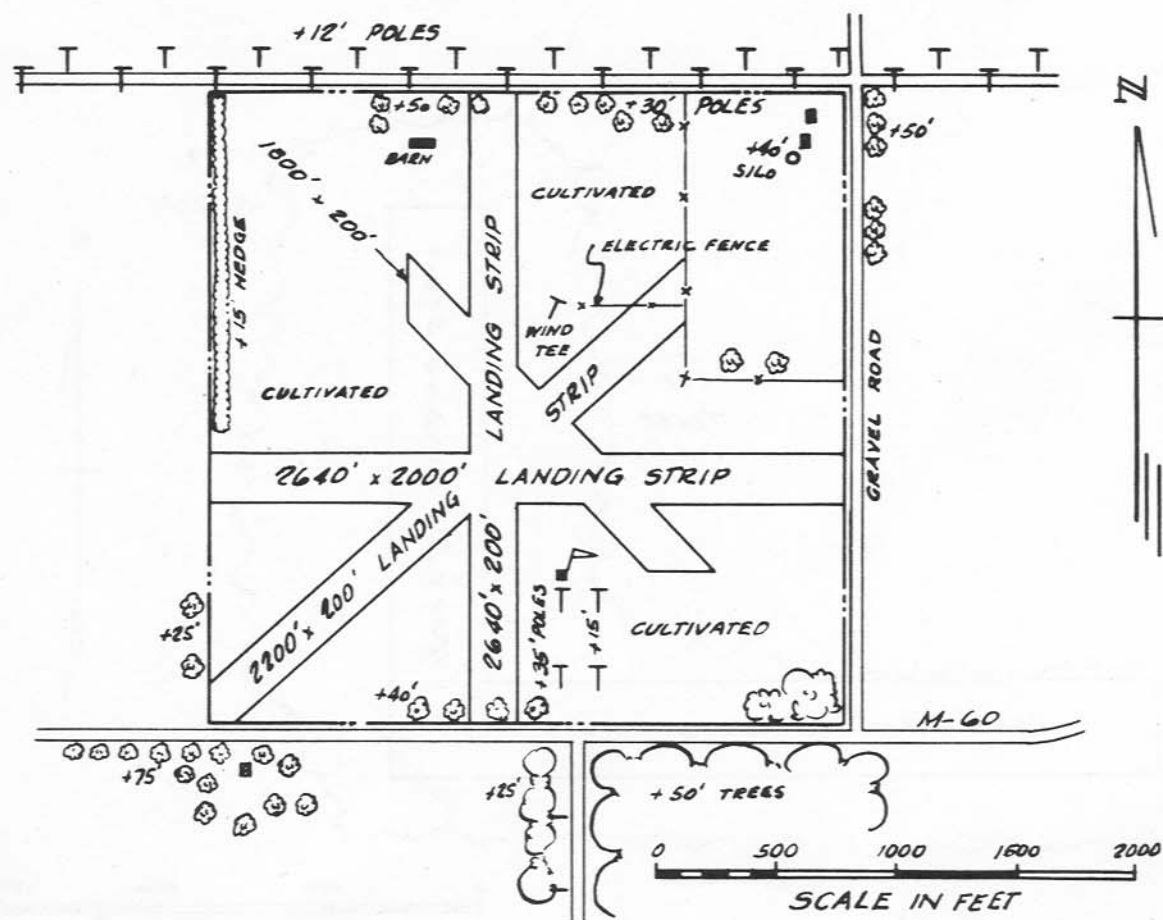 +12' POLES
N
+50
+30' POLES
+50'
BARN
+40'
SILO
1800' x 200'
CULTIVATED
ELECTRIC FENCE
+15 HEDGE
LANDING STRIP
WIND
TEE
CULTIVATED
STRIP
GRAVEL ROAD
2640' x 2000' LANDING STRIP
2200' x 200' LANDING
2640' x 200'
+35' POLES
+15'
CULTIVATED
+25'
+40'
M-60
+75'
+25'
+50' TREES
0 500 1000 1600 2000
SCALE IN FEET